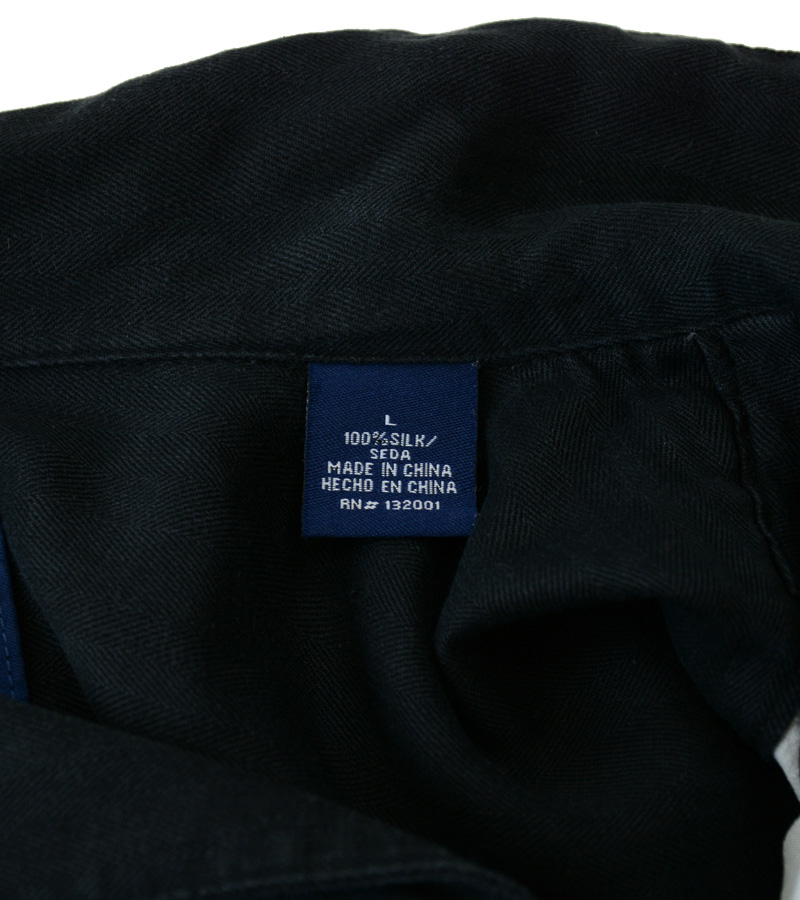 L
100%SILK/
SEDA
MADE IN CHINA
HECHO EN CHINA
RN# 132001